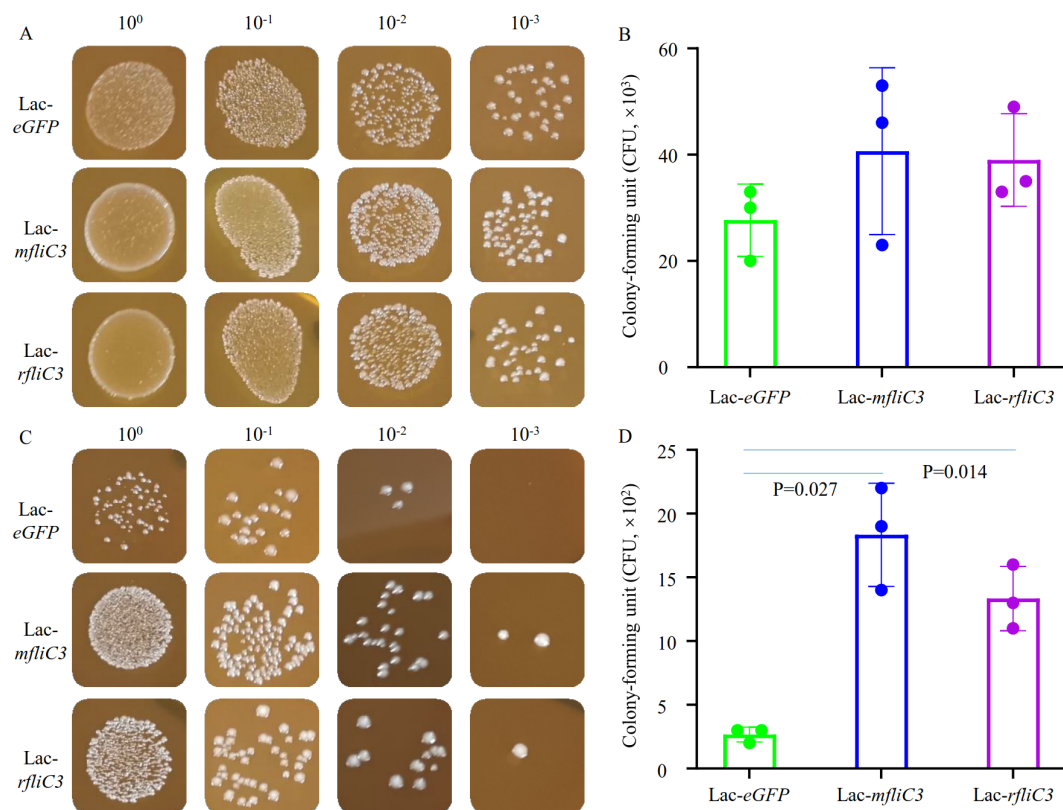 A
10⁰ 10⁻¹ 10⁻² 10⁻³
Lac-
eGFP
Lac-
mfliC3
Lac-
rfliC3
B
Colony-forming unit (CFU, ×10³)
60
40
20
0
Lac-eGFP Lac-mfliC3 Lac-rfliC3
C
10⁰ 10⁻¹ 10⁻² 10⁻³
Lac-
eGFP
Lac-
mfliC3
Lac-
rfliC3
D
Colony-forming unit (CFU, ×10²)
25
20
15
10
5
0
P=0.027
P=0.014
Lac-eGFP Lac-mfliC3 Lac-rfliC3